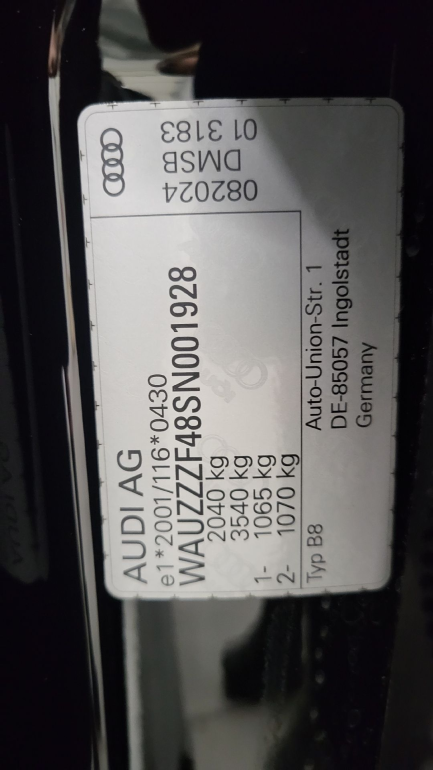 AUDI AG
e1*2001/116*0430
WAUZZZF48SN001928
2040 kg
3540 kg
1- 1065 kg
2- 1070 kg
Typ B8
Auto-Union-Str. 1
DE-85057 Ingolstadt
Germany
082024
DMSB
01 3183